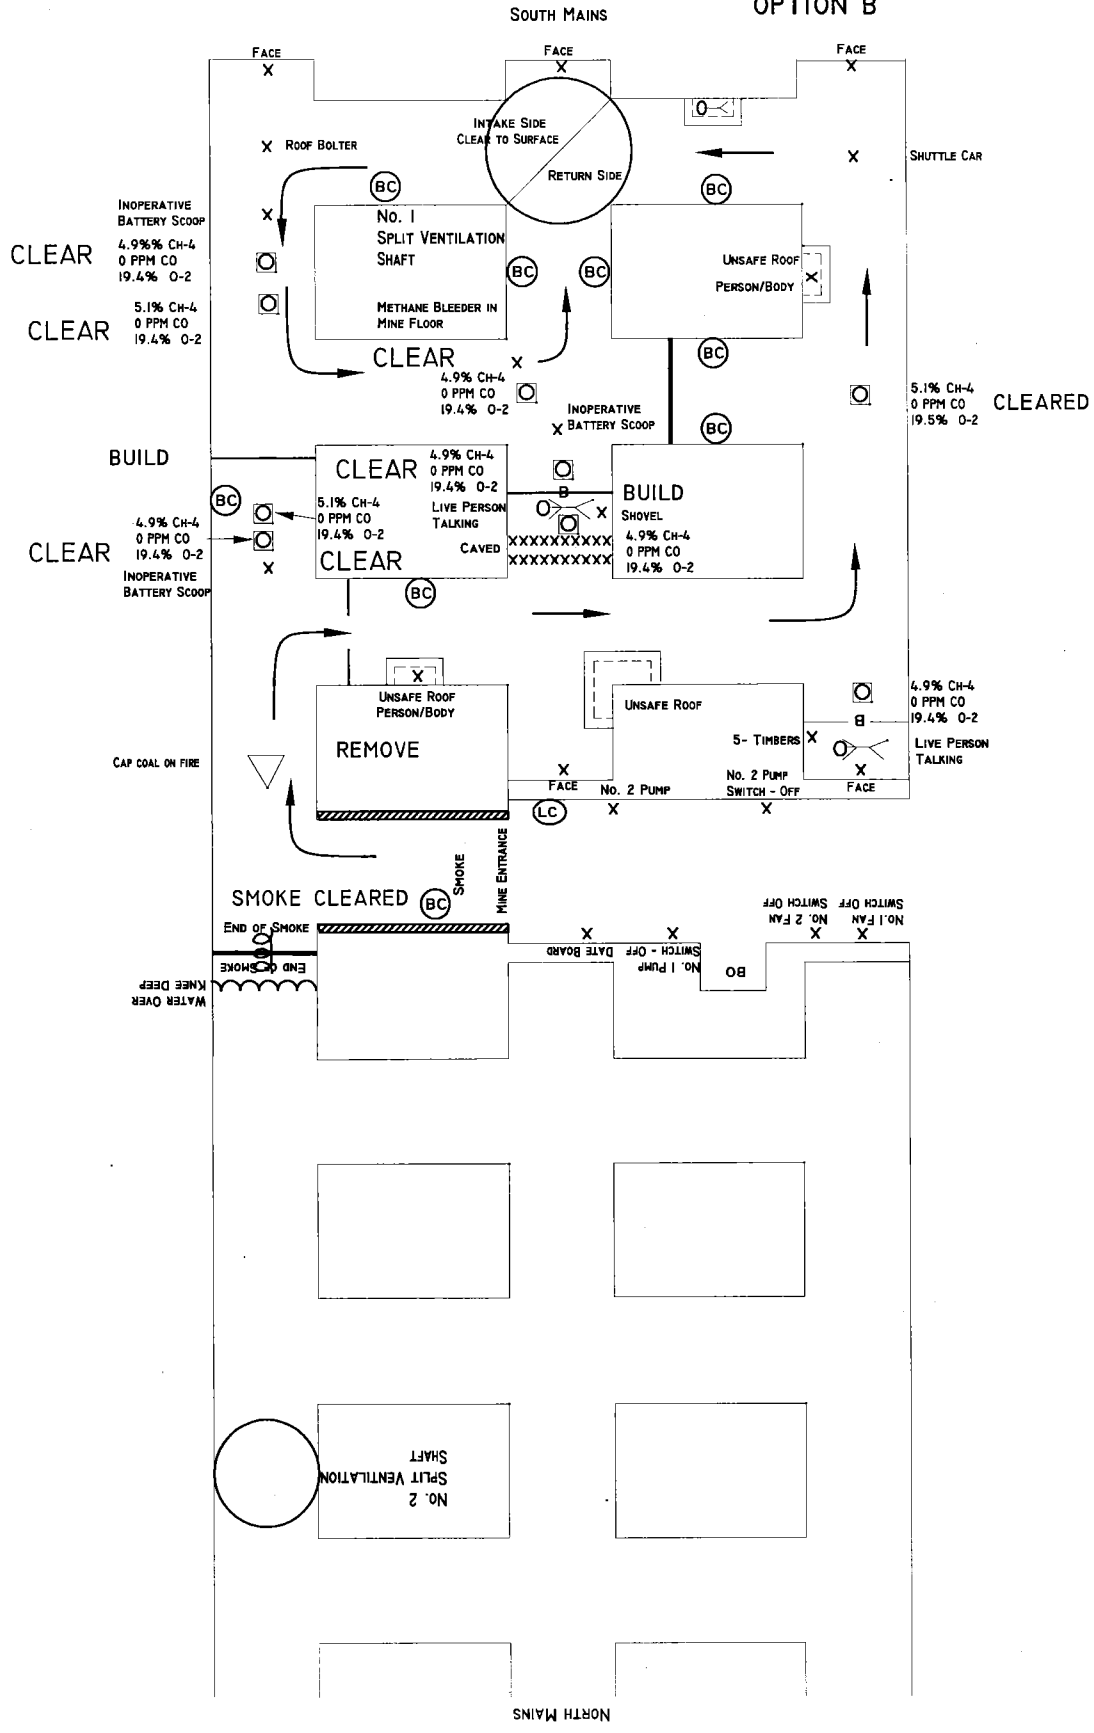 SOUTH MAINS
OPTION B
FACE
FACE
FACE
INTAKE SIDE
CLEAR TO SURFACE
RETURN SIDE
ROOF BOLTER
SHUTTLE CAR
BC
BC
INOPERATIVE
BATTERY SCOOP
CLEAR
4.9%% CH-4
0 PPM CO
19.4% O-2
No. 1
SPLIT VENTILATION
SHAFT
BC
BC
UNSAFE ROOF
PERSON/BODY
CLEAR
5.1% CH-4
0 PPM CO
19.4% O-2
METHANE BLEEDER IN
MINE FLOOR
CLEAR
4.9% CH-4
0 PPM CO
19.4% O-2
BC
5.1% CH-4
0 PPM CO
19.5% O-2
CLEARED
INOPERATIVE
BATTERY SCOOP
BC
BUILD
CLEAR
4.9% CH-4
0 PPM CO
19.4% O-2
B
BUILD
BC
5.1% CH-4
0 PPM CO
19.4% O-2
LIVE PERSON
TALKING
SHOVEL
CLEAR
4.9% CH-4
0 PPM CO
19.4% O-2
CAVED
XXXXXXXXXX
XXXXXXXXXX
4.9% CH-4
0 PPM CO
19.4% O-2
CLEAR
INOPERATIVE
BATTERY SCOOP
BC
UNSAFE ROOF
PERSON/BODY
UNSAFE ROOF
4.9% CH-4
0 PPM CO
19.4% O-2
B
REMOVE
5- TIMBERS
LIVE PERSON
TALKING
CAP COAL ON FIRE
FACE
No. 2 PUMP
No. 2 PUMP
SWITCH - OFF
FACE
LC
SMOKE
MINE ENTRANCE
SMOKE CLEARED
BC
END OF SMOKE
END OF SMOKE
WATER OVER
KNEE DEEP
DATE BOARD
No. 1 PUMP
SWITCH - OFF
BO
No. 2 FAN
SWITCH OFF
No. 1 FAN
SWITCH OFF
No. 2
SPLIT VENTILATION
SHAFT
NORTH MAINS